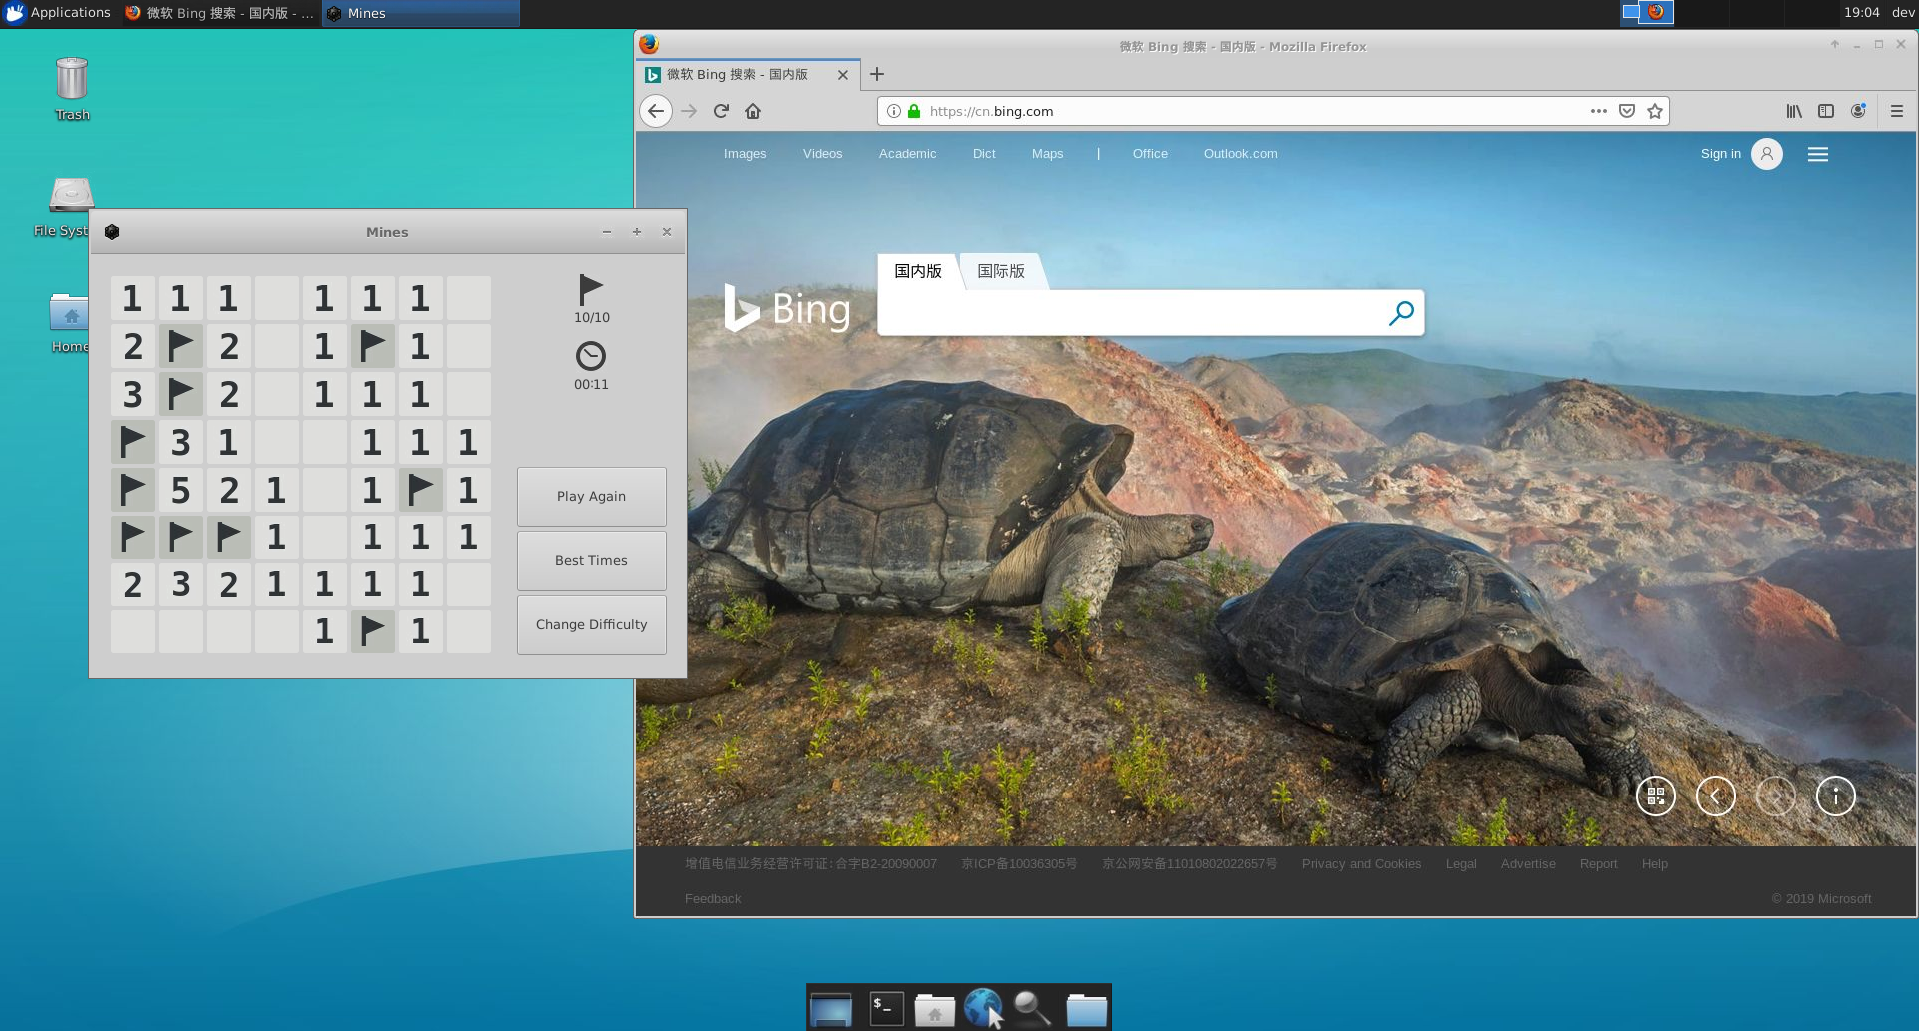 Applications
微软 Bing 搜索 - 国内版 - ...
Mines
19:04
dev
Trash
File Syst
Home
Mines
1 1 1 1 1 1
2 2 1 1
3 2 1 1 1
3 1 1 1 1
5 2 1 1 1
1 1 1 1
2 3 2 1 1 1 1
1 1
10/10
00:11
Play Again
Best Times
Change Difficulty
微软 Bing 搜索 - 国内版 - Mozilla Firefox
微软 Bing 搜索 - 国内版
https://cn.bing.com
Images Videos Academic Dict Maps | Office Outlook.com
Sign in
国内版 国际版
Bing
增值电信业务经营许可证:合字B2-20090007 京ICP备10036305号 京公网安备11010802022657号 Privacy and Cookies Legal Advertise Report Help
Feedback
© 2019 Microsoft
$_